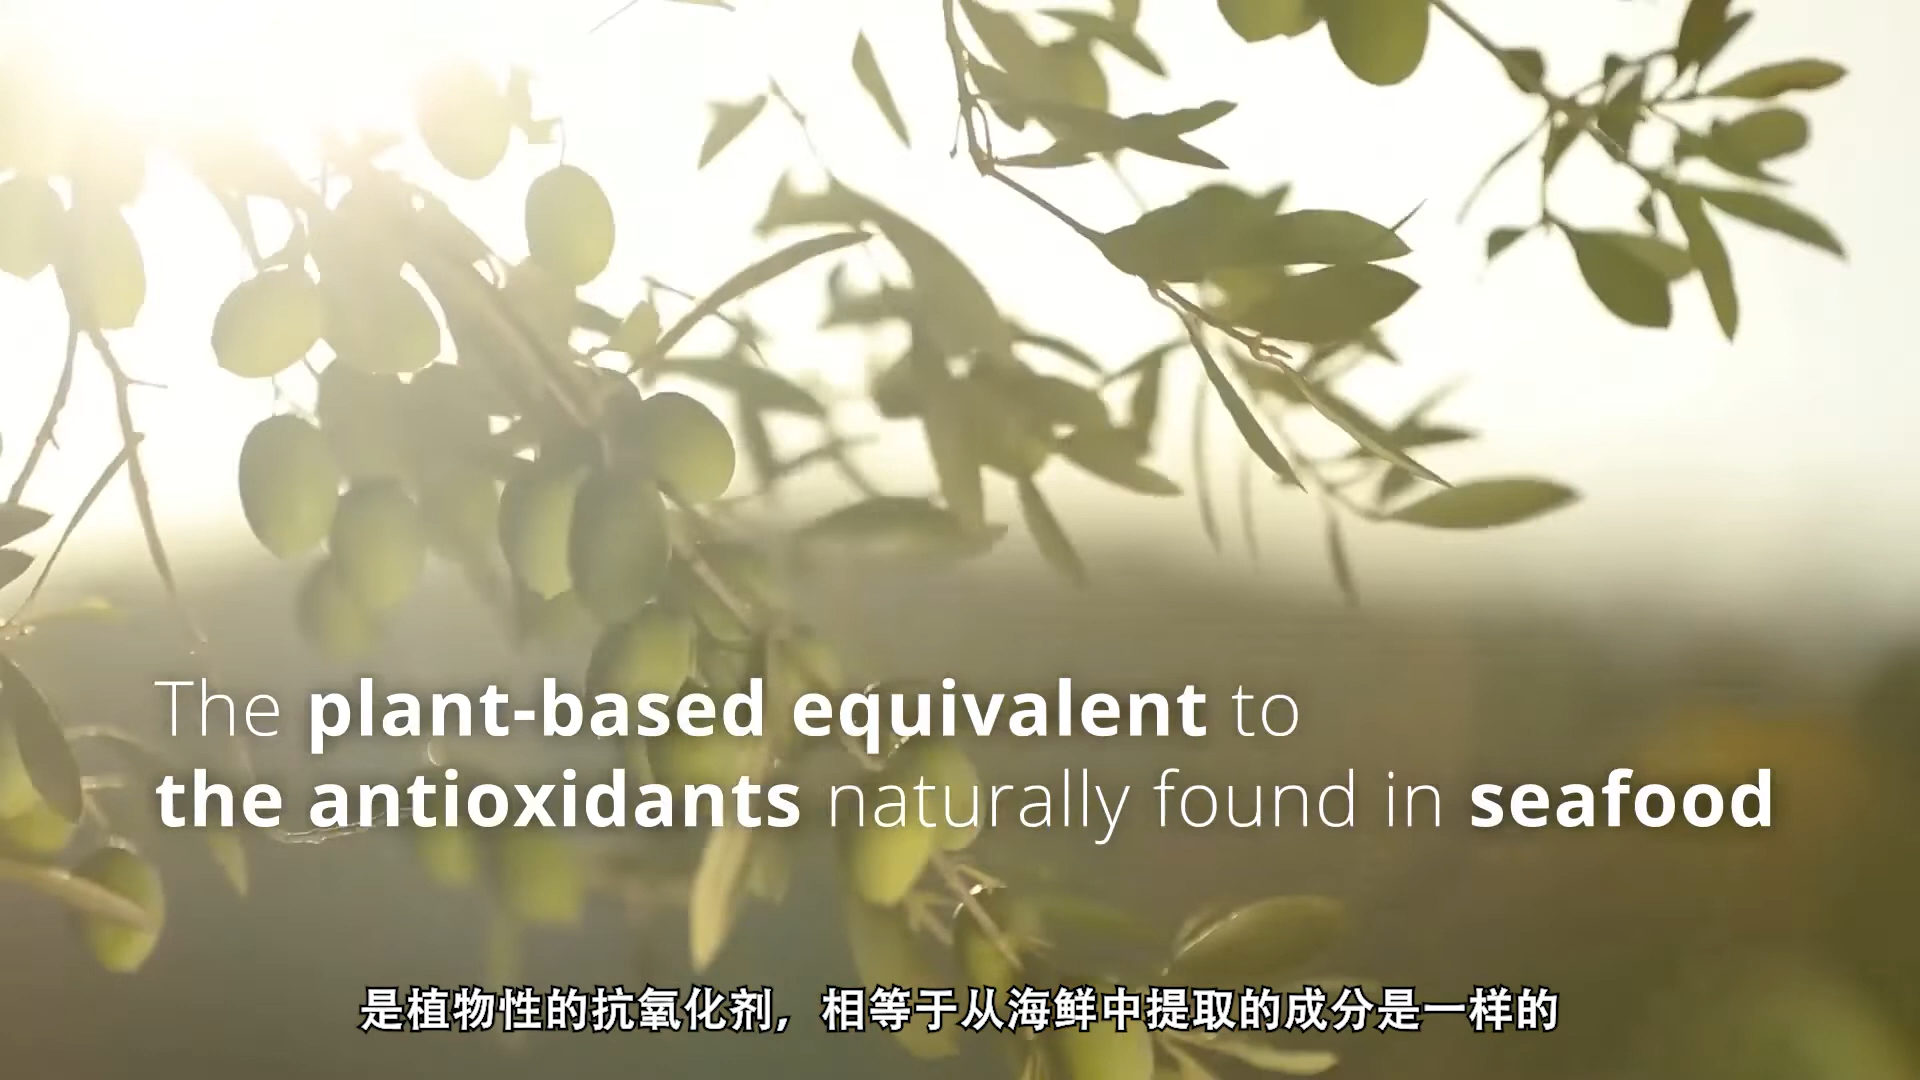 The plant-based equivalent to
the antioxidants naturally found in seafood
是植物性的抗氧化剂，相等于从海鲜中提取的成分是一样的